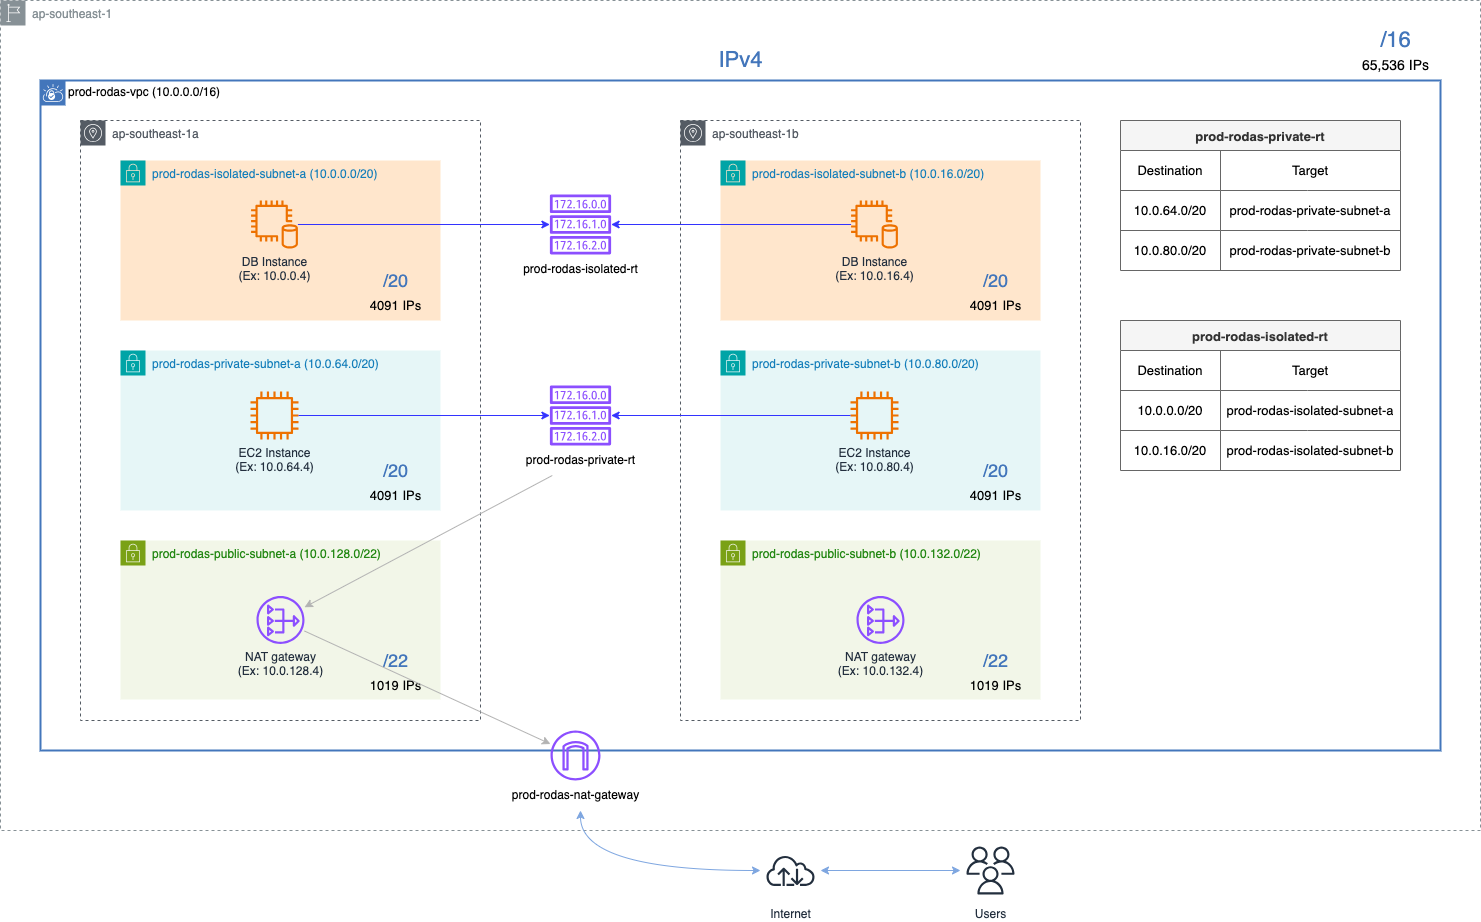 ap-southeast-1
IPv4
/16
65,536 IPs
prod-rodas-vpc (10.0.0.0/16)
ap-southeast-1a
prod-rodas-isolated-subnet-a (10.0.0.0/20)
DB Instance
(Ex: 10.0.0.4)
/20
4091 IPs
prod-rodas-private-subnet-a (10.0.64.0/20)
EC2 Instance
(Ex: 10.0.64.4)
/20
4091 IPs
prod-rodas-public-subnet-a (10.0.128.0/22)
NAT gateway
(Ex: 10.0.128.4)
/22
1019 IPs
172.16.0.0
172.16.1.0
172.16.2.0
prod-rodas-isolated-rt
172.16.0.0
172.16.1.0
172.16.2.0
prod-rodas-private-rt
ap-southeast-1b
prod-rodas-isolated-subnet-b (10.0.16.0/20)
DB Instance
(Ex: 10.0.16.4)
/20
4091 IPs
prod-rodas-private-subnet-b (10.0.80.0/20)
EC2 Instance
(Ex: 10.0.80.4)
/20
4091 IPs
prod-rodas-public-subnet-b (10.0.132.0/22)
NAT gateway
(Ex: 10.0.132.4)
/22
1019 IPs
prod-rodas-private-rt
Destination Target
10.0.64.0/20 prod-rodas-private-subnet-a
10.0.80.0/20 prod-rodas-private-subnet-b
prod-rodas-isolated-rt
Destination Target
10.0.0.0/20 prod-rodas-isolated-subnet-a
10.0.16.0/20 prod-rodas-isolated-subnet-b
prod-rodas-nat-gateway
Internet
Users